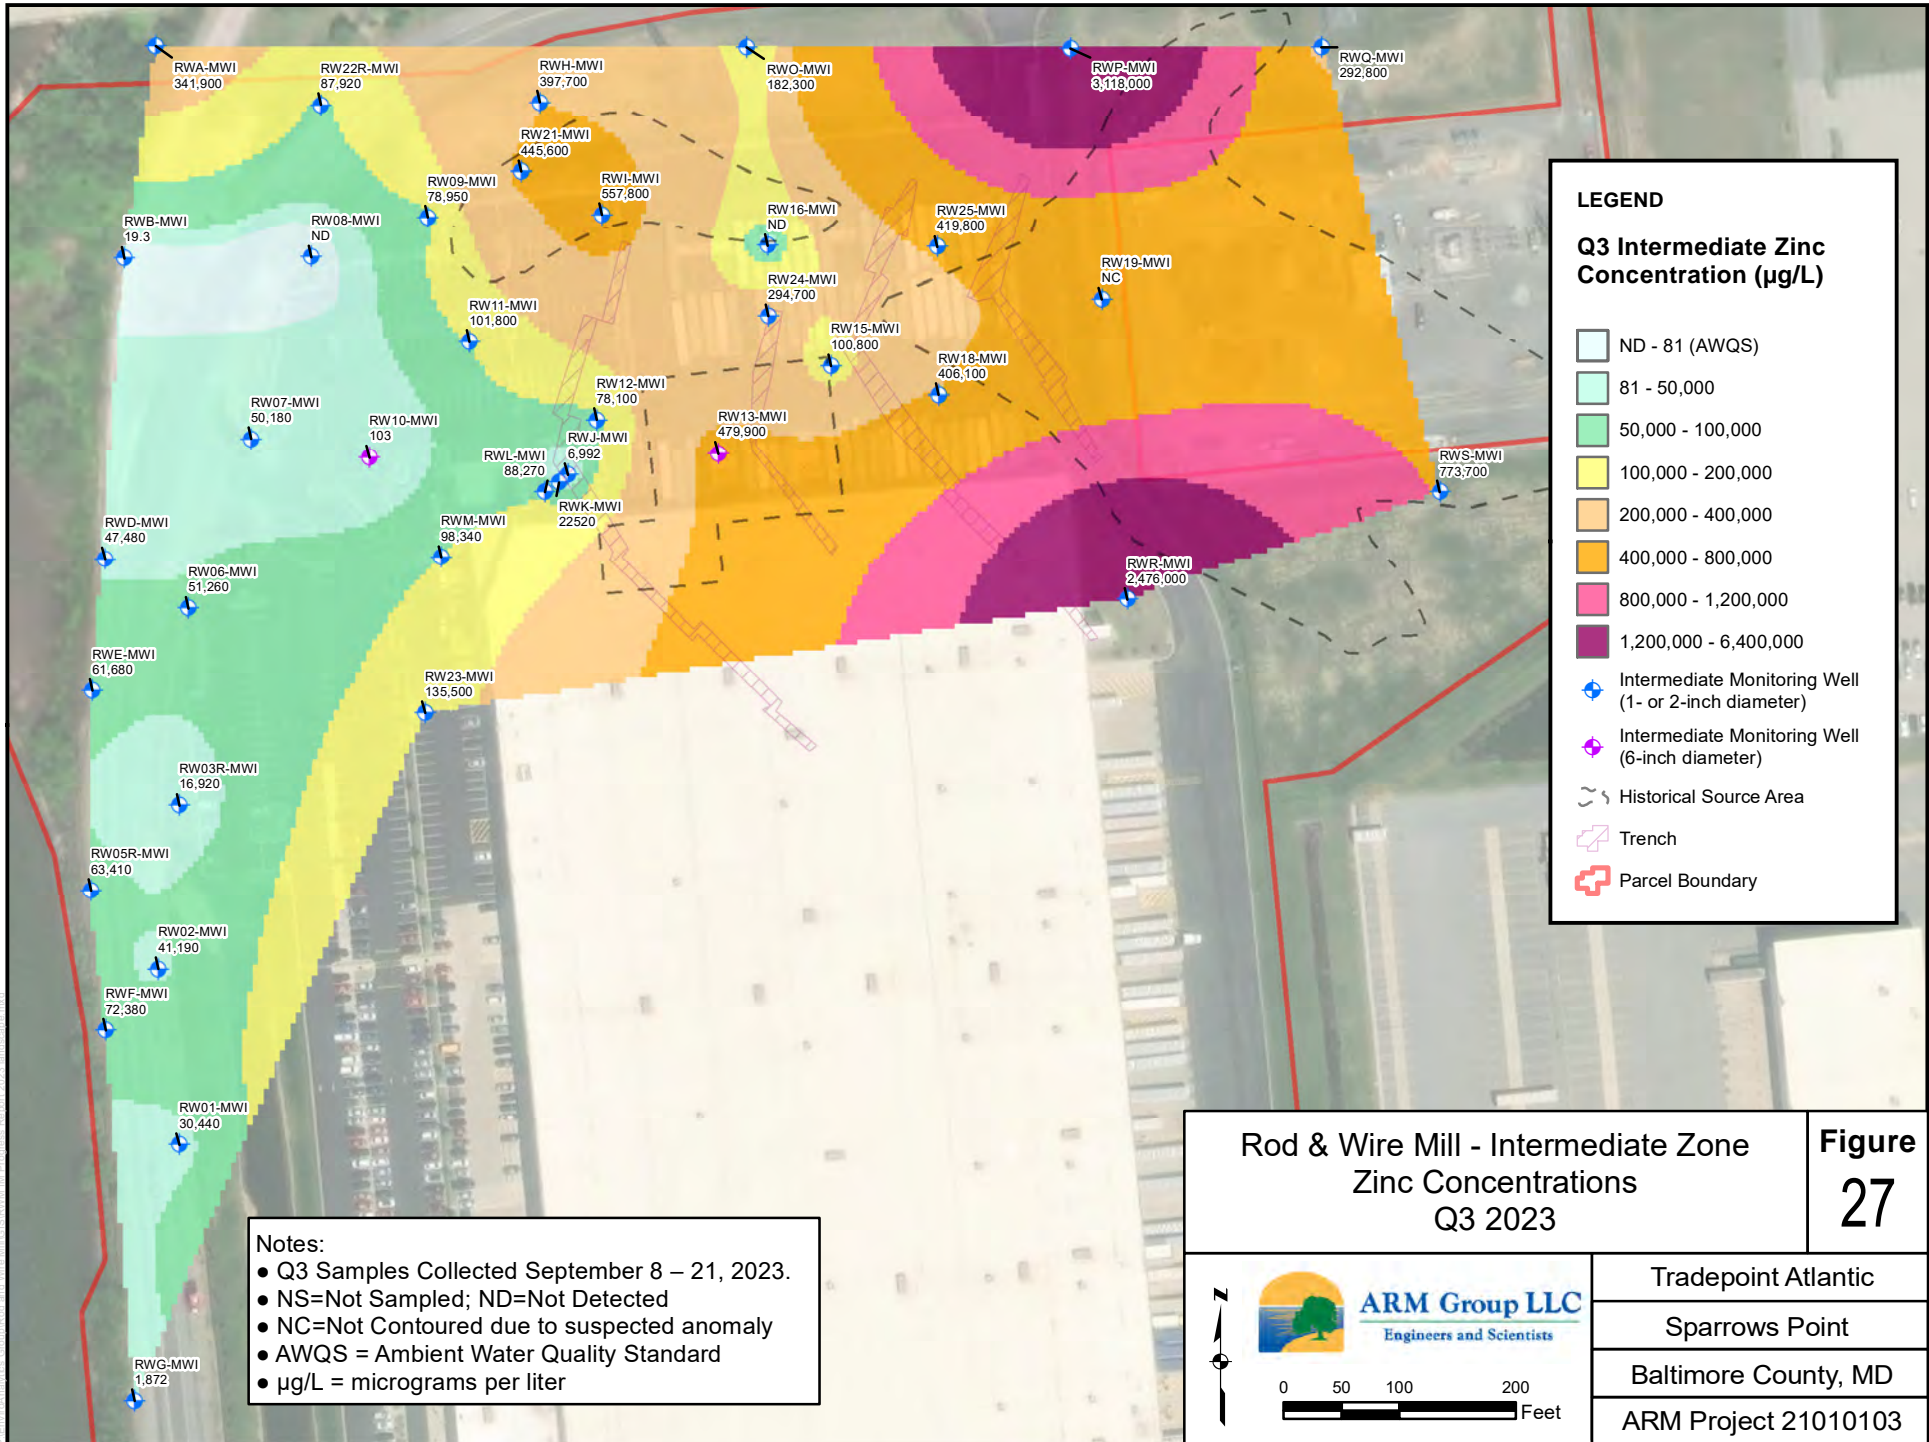 RWA-MWI
341,900
RW22R-MWI
87,920
RWH-MWI
397,700
RWO-MWI
182,300
RWP-MWI
3,118,000
RWQ-MWI
292,800
RW21-MWI
445,600
RW09-MWI
78,950
RWI-MWI
557,800
RWB-MWI
19.3
RW08-MWI
ND
RW16-MWI
ND
RW25-MWI
419,800
RW19-MWI
NC
RW24-MWI
294,700
RW11-MWI
101,800
RW15-MWI
100,800
RW18-MWI
406,100
RW12-MWI
78,100
RW07-MWI
50,180
RW10-MWI
103
RW13-MWI
479,900
RWJ-MWI
6,992
RWL-MWI
88,270
RWK-MWI
22520
RWS-MWI
773,700
RWD-MWI
47,480
RWM-MWI
98,340
RW06-MWI
51,260
RWR-MWI
2,476,000
RWE-MWI
61,680
RW23-MWI
135,500
RW03R-MWI
16,920
RW05R-MWI
63,410
RW02-MWI
41,190
RWF-MWI
72,380
RW01-MWI
30,440
RWG-MWI
1,872
LEGEND
Q3 Intermediate Zinc
Concentration (µg/L)
ND - 81 (AWQS)
81 - 50,000
50,000 - 100,000
100,000 - 200,000
200,000 - 400,000
400,000 - 800,000
800,000 - 1,200,000
1,200,000 - 6,400,000
Intermediate Monitoring Well
(1- or 2-inch diameter)
Intermediate Monitoring Well
(6-inch diameter)
Historical Source Area
Trench
Parcel Boundary
Notes:
● Q3 Samples Collected September 8 – 21, 2023.
● NS=Not Sampled; ND=Not Detected
● NC=Not Contoured due to suspected anomaly
● AWQS = Ambient Water Quality Standard
● µg/L = micrograms per liter
Rod & Wire Mill - Intermediate Zone
Zinc Concentrations
Q3 2023
Figure
27
Z
ARM Group LLC
Engineers and Scientists
0 50 100 200
Feet
Tradepoint Atlantic
Sparrows Point
Baltimore County, MD
ARM Project 21010103